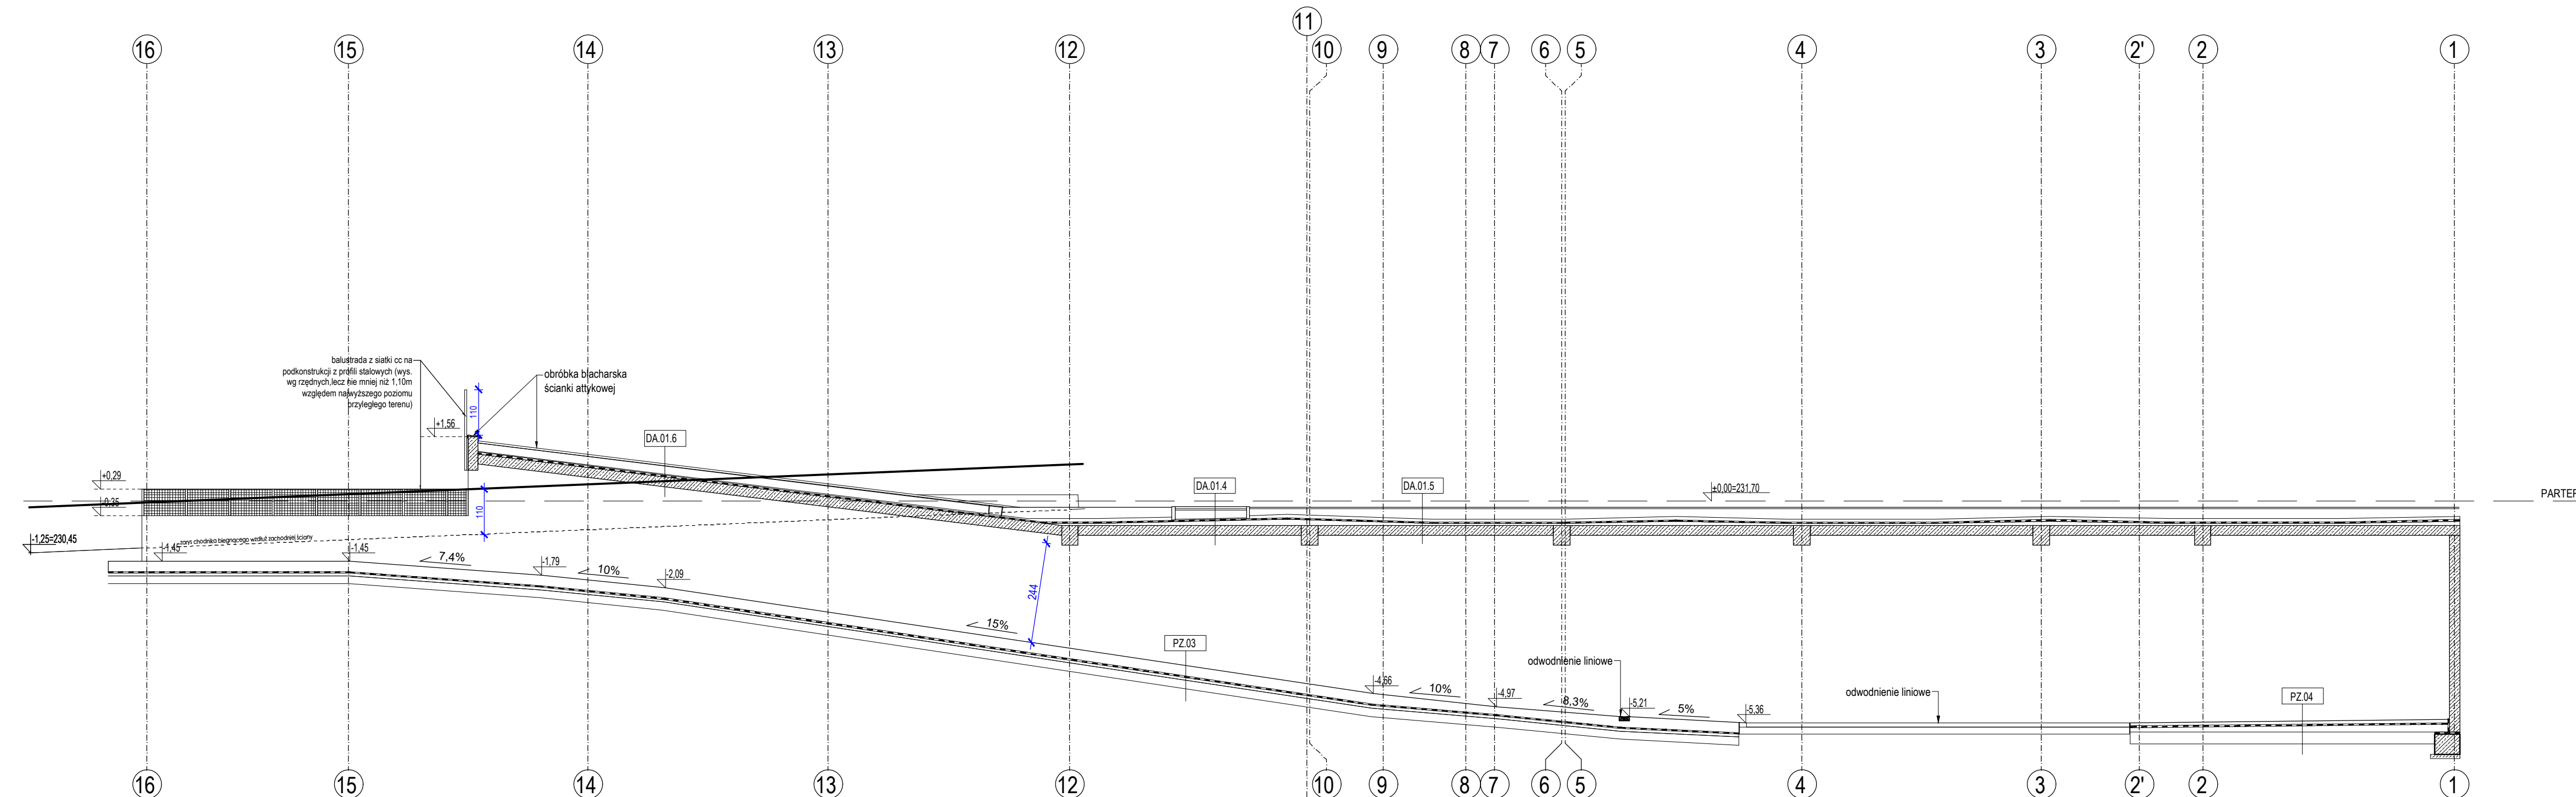 11
16 15 14 13 12 10 9 8 7 6 5 4 3 2' 2 1
balustrada z siatki cc na
podkonstrukcji z profili stalowych (wys.
wg rzędnych,lecz nie mniej niż 1,10m
względem najwyższego poziomu
przyległego terenu)
obróbka blacharska
ścianki attykowej
110
+1,56
DA.01.6
+0,29
-0,35
110
DA.01.4
DA.01.5
±0,00=231,70
PARTER
-1,25=230,45
zarys chodnika biegnącego wzdłuż zachodniej ściany
-1,45
-1,45
7,4%
-1,79
10%
-2,09
244
15%
PZ.03
odwodnienie liniowe
-4,66
10%
-4,97
8,3%
-5,21
5%
-5,36
odwodnienie liniowe
PZ.04
16 15 14 13 12 10 9 8 7 6 5 4 3 2' 2 1